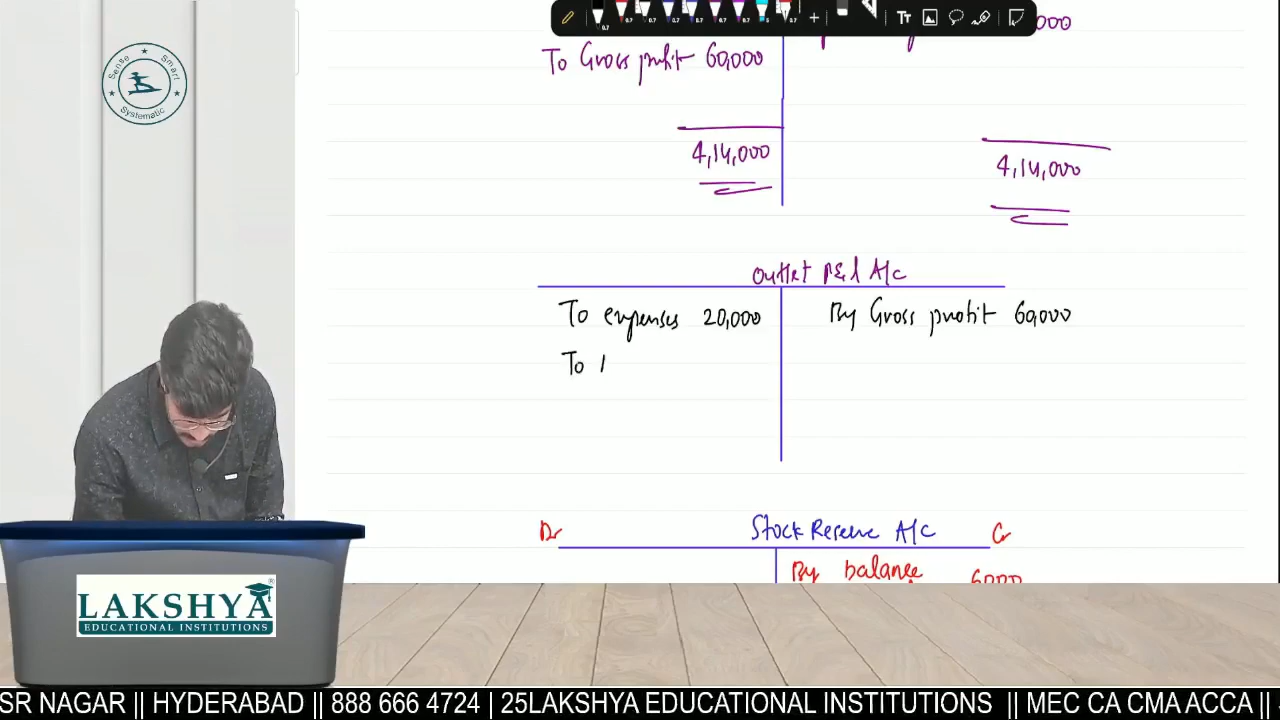 Sense Smart
Systematic
Tt
000
To Gross profit 60,000
4,14,000
4,14,000
Outlet P&L A/c
To expenses 20,000
By Gross profit 60,000
To
Dr Stock Reserve A/c Cr
By balance 6000
LAKSHYA
EDUCATIONAL INSTITUTIONS
SR NAGAR || HYDERABAD || 888 666 4724 | 25LAKSHYA EDUCATIONAL INSTITUTIONS || MEC CA CMA ACCA ||